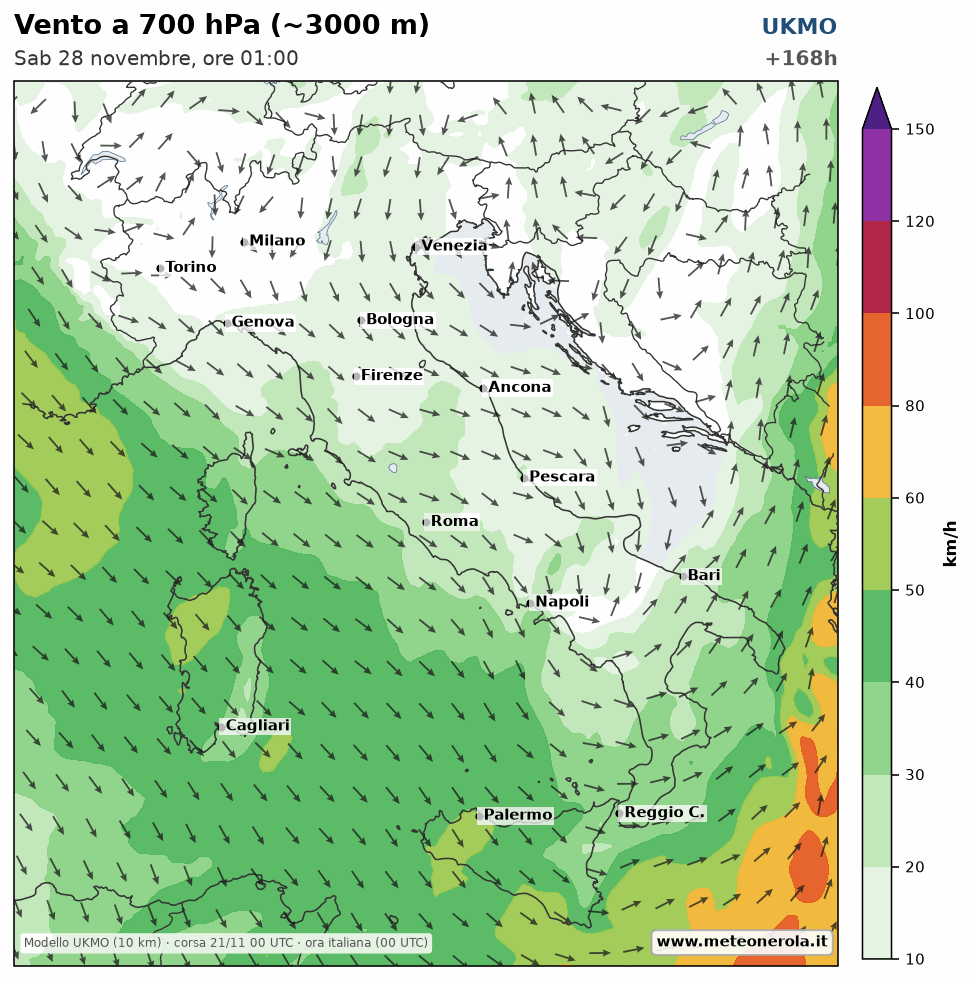 Vento a 700 hPa (~3000 m)
UKMO
Sab 28 novembre, ore 01:00
+168h
150
120
100
80
60
50
40
30
20
10
km/h
Milano
Venezia
Torino
Genova
Bologna
Firenze
Ancona
Pescara
Roma
Bari
Napoli
Cagliari
Palermo
Reggio C.
Modello UKMO (10 km) · corsa 21/11 00 UTC · ora italiana (00 UTC)
www.meteonerola.it